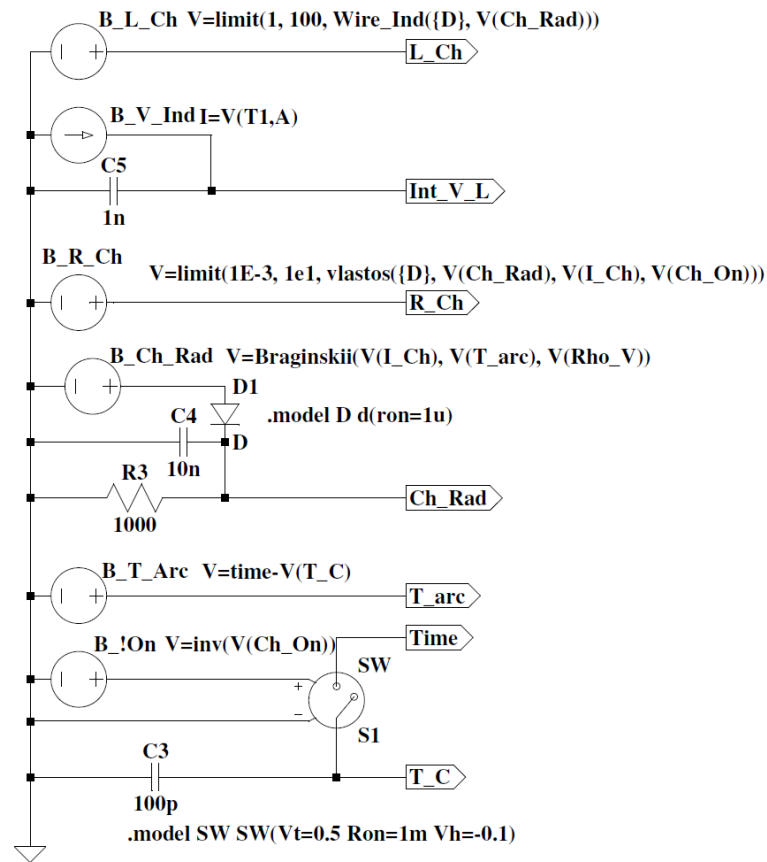 B_L_Ch V=limit(1, 100, Wire_Ind({D}, V(Ch_Rad)))
L_Ch
B_V_Ind I=V(T1,A)
C5
Int_V_L
1n
B_R_Ch
V=limit(1E-3, 1e1, vlastos({D}, V(Ch_Rad), V(I_Ch), V(Ch_On)))
R_Ch
B_Ch_Rad V=Braginskii(V(I_Ch), V(T_arc), V(Rho_V))
D1
C4 .model D d(ron=1u)
D
R3 10n
Ch_Rad
1000
B_T_Arc V=time-V(T_C)
T_arc
B_!On V=inv(V(Ch_On)) Time
SW
S1
C3
T_C
100p
.model SW SW(Vt=0.5 Ron=1m Vh=-0.1)